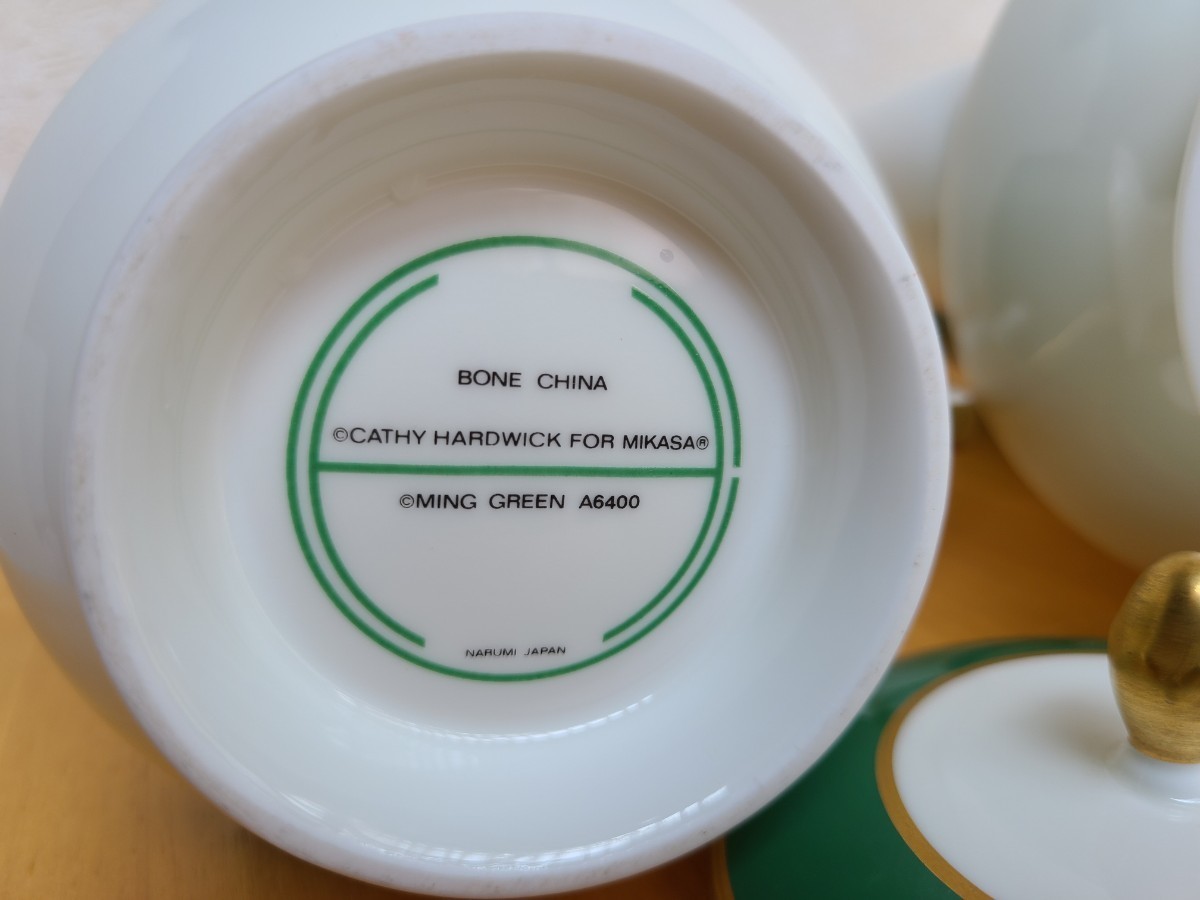 BONE CHINA
©CATHY HARDWICK FOR MIKASA®
©MING GREEN A6400
NARUMI JAPAN